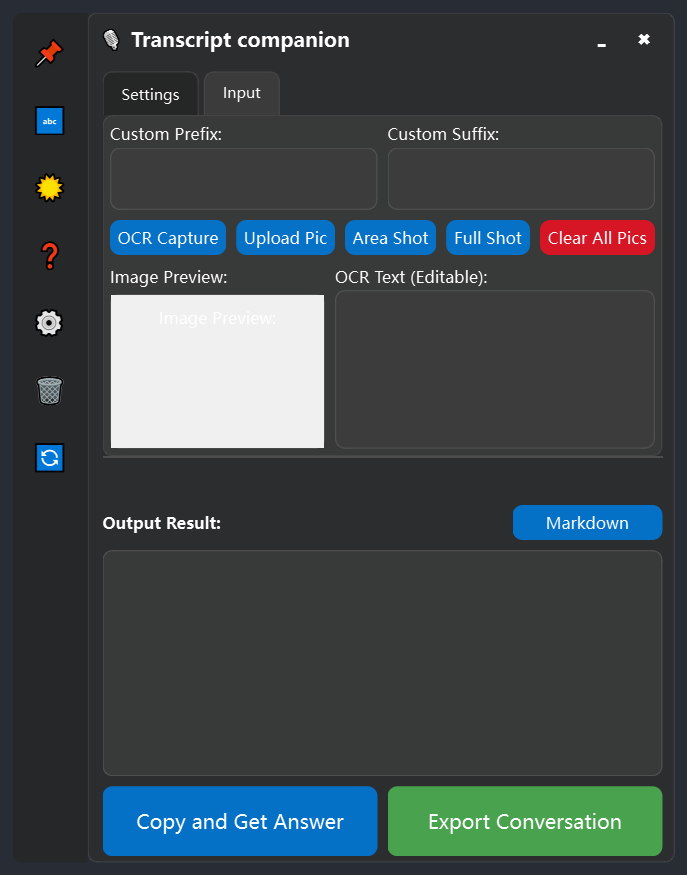 Transcript companion
abc
Settings
Input
Custom Prefix:
Custom Suffix:
OCR Capture
Upload Pic
Area Shot
Full Shot
Clear All Pics
Image Preview:
OCR Text (Editable):
Image Preview:
Output Result:
Markdown
Copy and Get Answer
Export Conversation